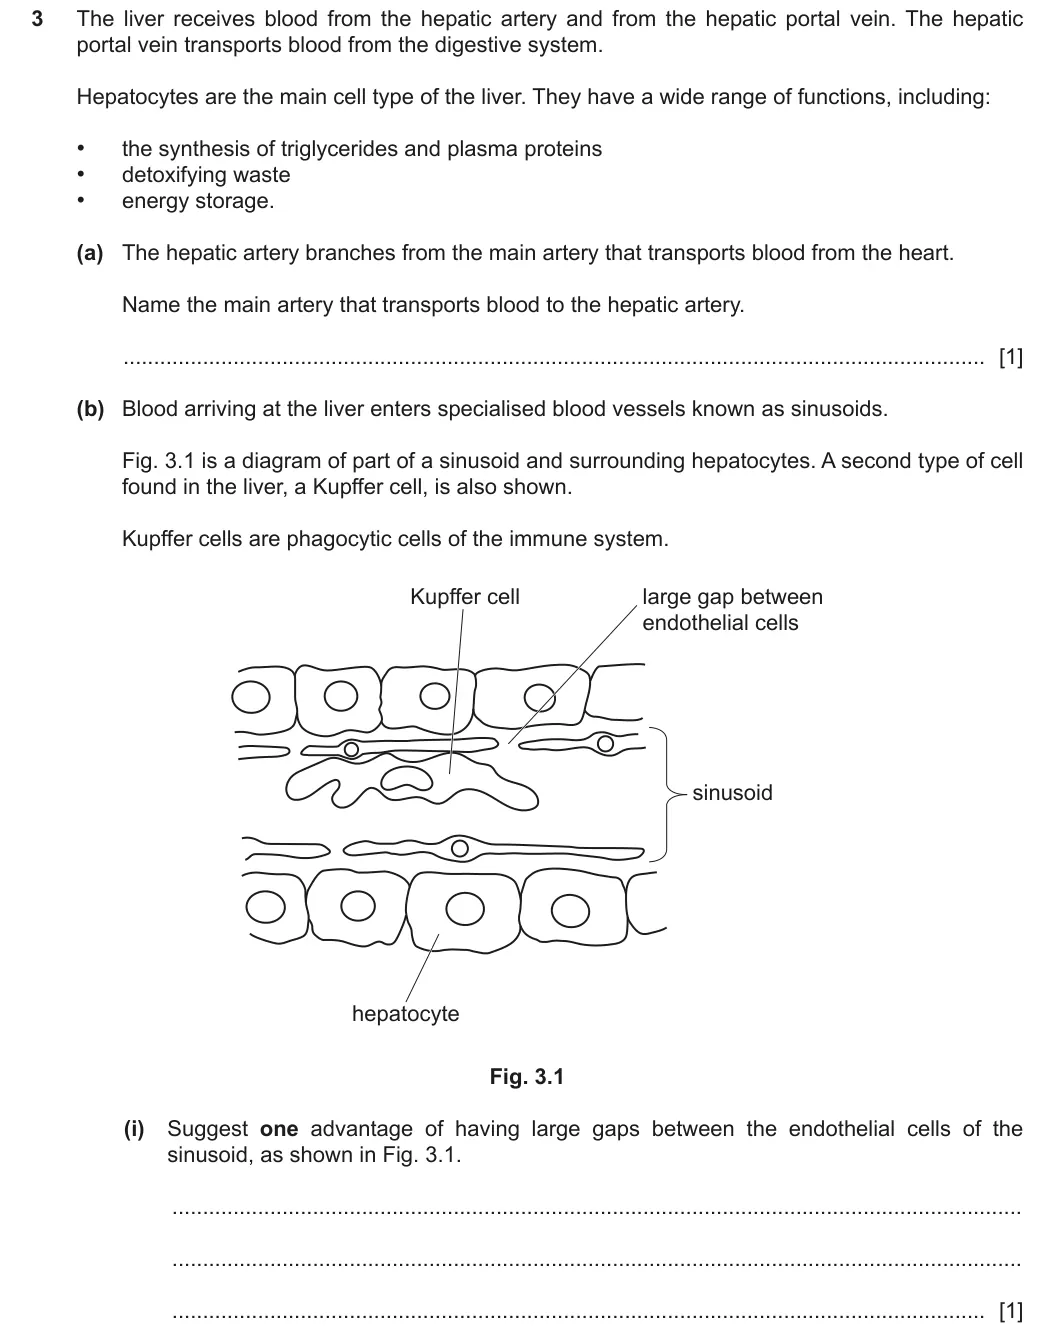 3 The liver receives blood from the hepatic artery and from the hepatic portal vein. The hepatic
portal vein transports blood from the digestive system.
Hepatocytes are the main cell type of the liver. They have a wide range of functions, including:
• the synthesis of triglycerides and plasma proteins
• detoxifying waste
• energy storage.
(a) The hepatic artery branches from the main artery that transports blood from the heart.
Name the main artery that transports blood to the hepatic artery.
............................................................................................................................................. [1]
(b) Blood arriving at the liver enters specialised blood vessels known as sinusoids.
Fig. 3.1 is a diagram of part of a sinusoid and surrounding hepatocytes. A second type of cell
found in the liver, a Kupffer cell, is also shown.
Kupffer cells are phagocytic cells of the immune system.
Kupffer cell
large gap between
endothelial cells
sinusoid
hepatocyte
Fig. 3.1
(i) Suggest one advantage of having large gaps between the endothelial cells of the
sinusoid, as shown in Fig. 3.1.
...........................................................................................................................................
...........................................................................................................................................
..................................................................................................................................... [1]